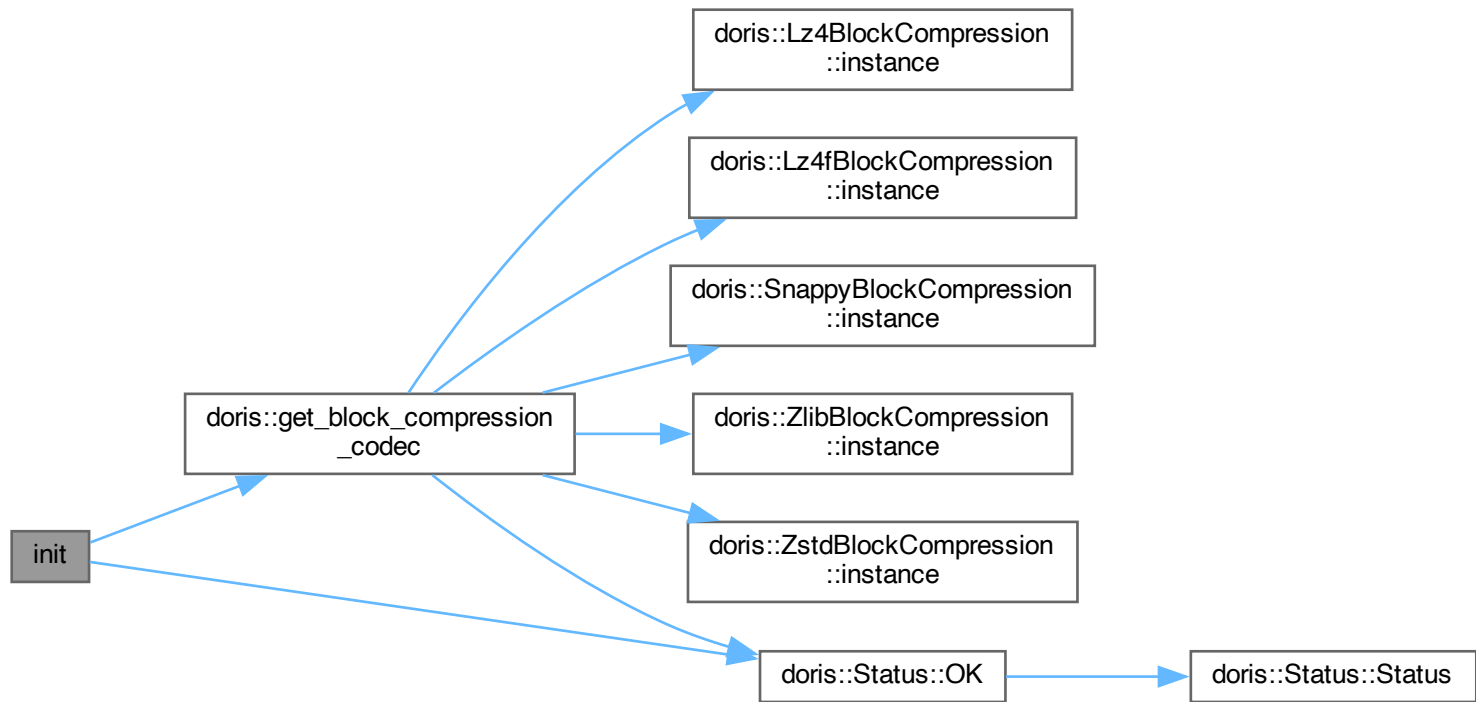 doris::Lz4BlockCompression
::instance
doris::Lz4fBlockCompression
::instance
doris::SnappyBlockCompression
::instance
doris::get_block_compression
_codec
doris::ZlibBlockCompression
::instance
doris::ZstdBlockCompression
::instance
init
doris::Status::OK
doris::Status::Status